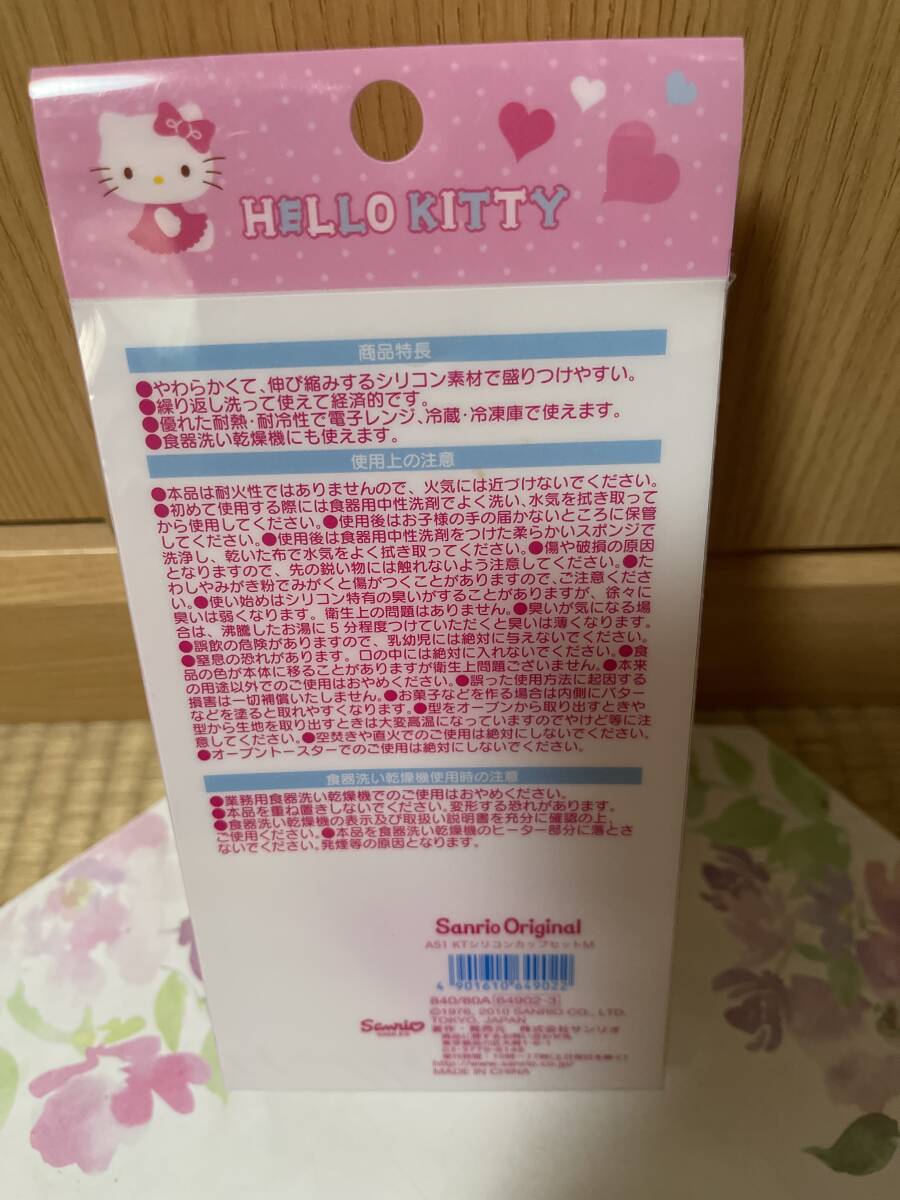 HELLO KITTY
商品特長
●やわらかくて、伸び縮みするシリコン素材で盛りつけやすい。
●繰り返し洗って使えて経済的です。
●優れた耐熱・耐冷性で電子レンジ、冷蔵・冷凍庫で使えます。
●食器洗い乾燥機にも使えます。
使用上の注意
●本品は耐火性ではありませんので、火気には近づけないでください。
●初めて使用する際には食器用中性洗剤でよく洗い、水気を拭き取って
から使用してください。●使用後はお子様の手の届かないところに保管
してください。●使用後は食器用中性洗剤をつけた柔らかいスポンジで
洗浄し、乾いた布で水気をよく拭き取ってください。●傷や破損の原因
となりますので、先の鋭い物には触れないよう注意してください。●た
わしやみがき粉でみがくと傷がつくことがありますので、ご注意くださ
い。●使い始めはシリコン特有の臭いがすることがありますが、徐々に
臭いは弱くなります。衛生上の問題はありません。●臭いが気になる場
合は、沸騰したお湯に5分程度つけていただくと臭いは薄くなります。
●誤飲の危険がありますので、乳幼児には絶対に与えないでください。
●窒息の恐れがあります。口の中には絶対に入れないでください。●食
品の色が本体に移ることがありますが衛生上問題ございません。●本来
の用途以外でのご使用はおやめください。●誤った使用方法に起因する
損害は一切補償いたしません。●お菓子などを作る場合は内側にバター
などを塗ると取れやすくなります。●型をオーブンから取り出すときや
型から生地を取り出すときは大変高温になっていますのでやけど等に注
意してください。●空焚きや直火でのご使用は絶対にしないでください。
●オーブントースターでのご使用は絶対にしないでください。
食器洗い乾燥機使用時の注意
●業務用食器洗い乾燥機でのご使用はおやめください。
●本品を重ね置きしないでください。変形する恐れがあります。
●食器洗い乾燥機の表示及び取扱い説明書を充分に確認の上、
ご使用ください。●本品を食器洗い乾燥機のヒーター部分に落とさ
ないでください。発煙等の原因となります。
Sanrio Original
A51 KTシリコンカップセットM
4 901610 649022
840/80A 64902-3
©1976, 2010 SANRIO CO., LTD.
TOKYO, JAPAN
Sanrio
著作・発売元 株式会社サンリオ
http://www.sanrio.co.jp/
MADE IN CHINA